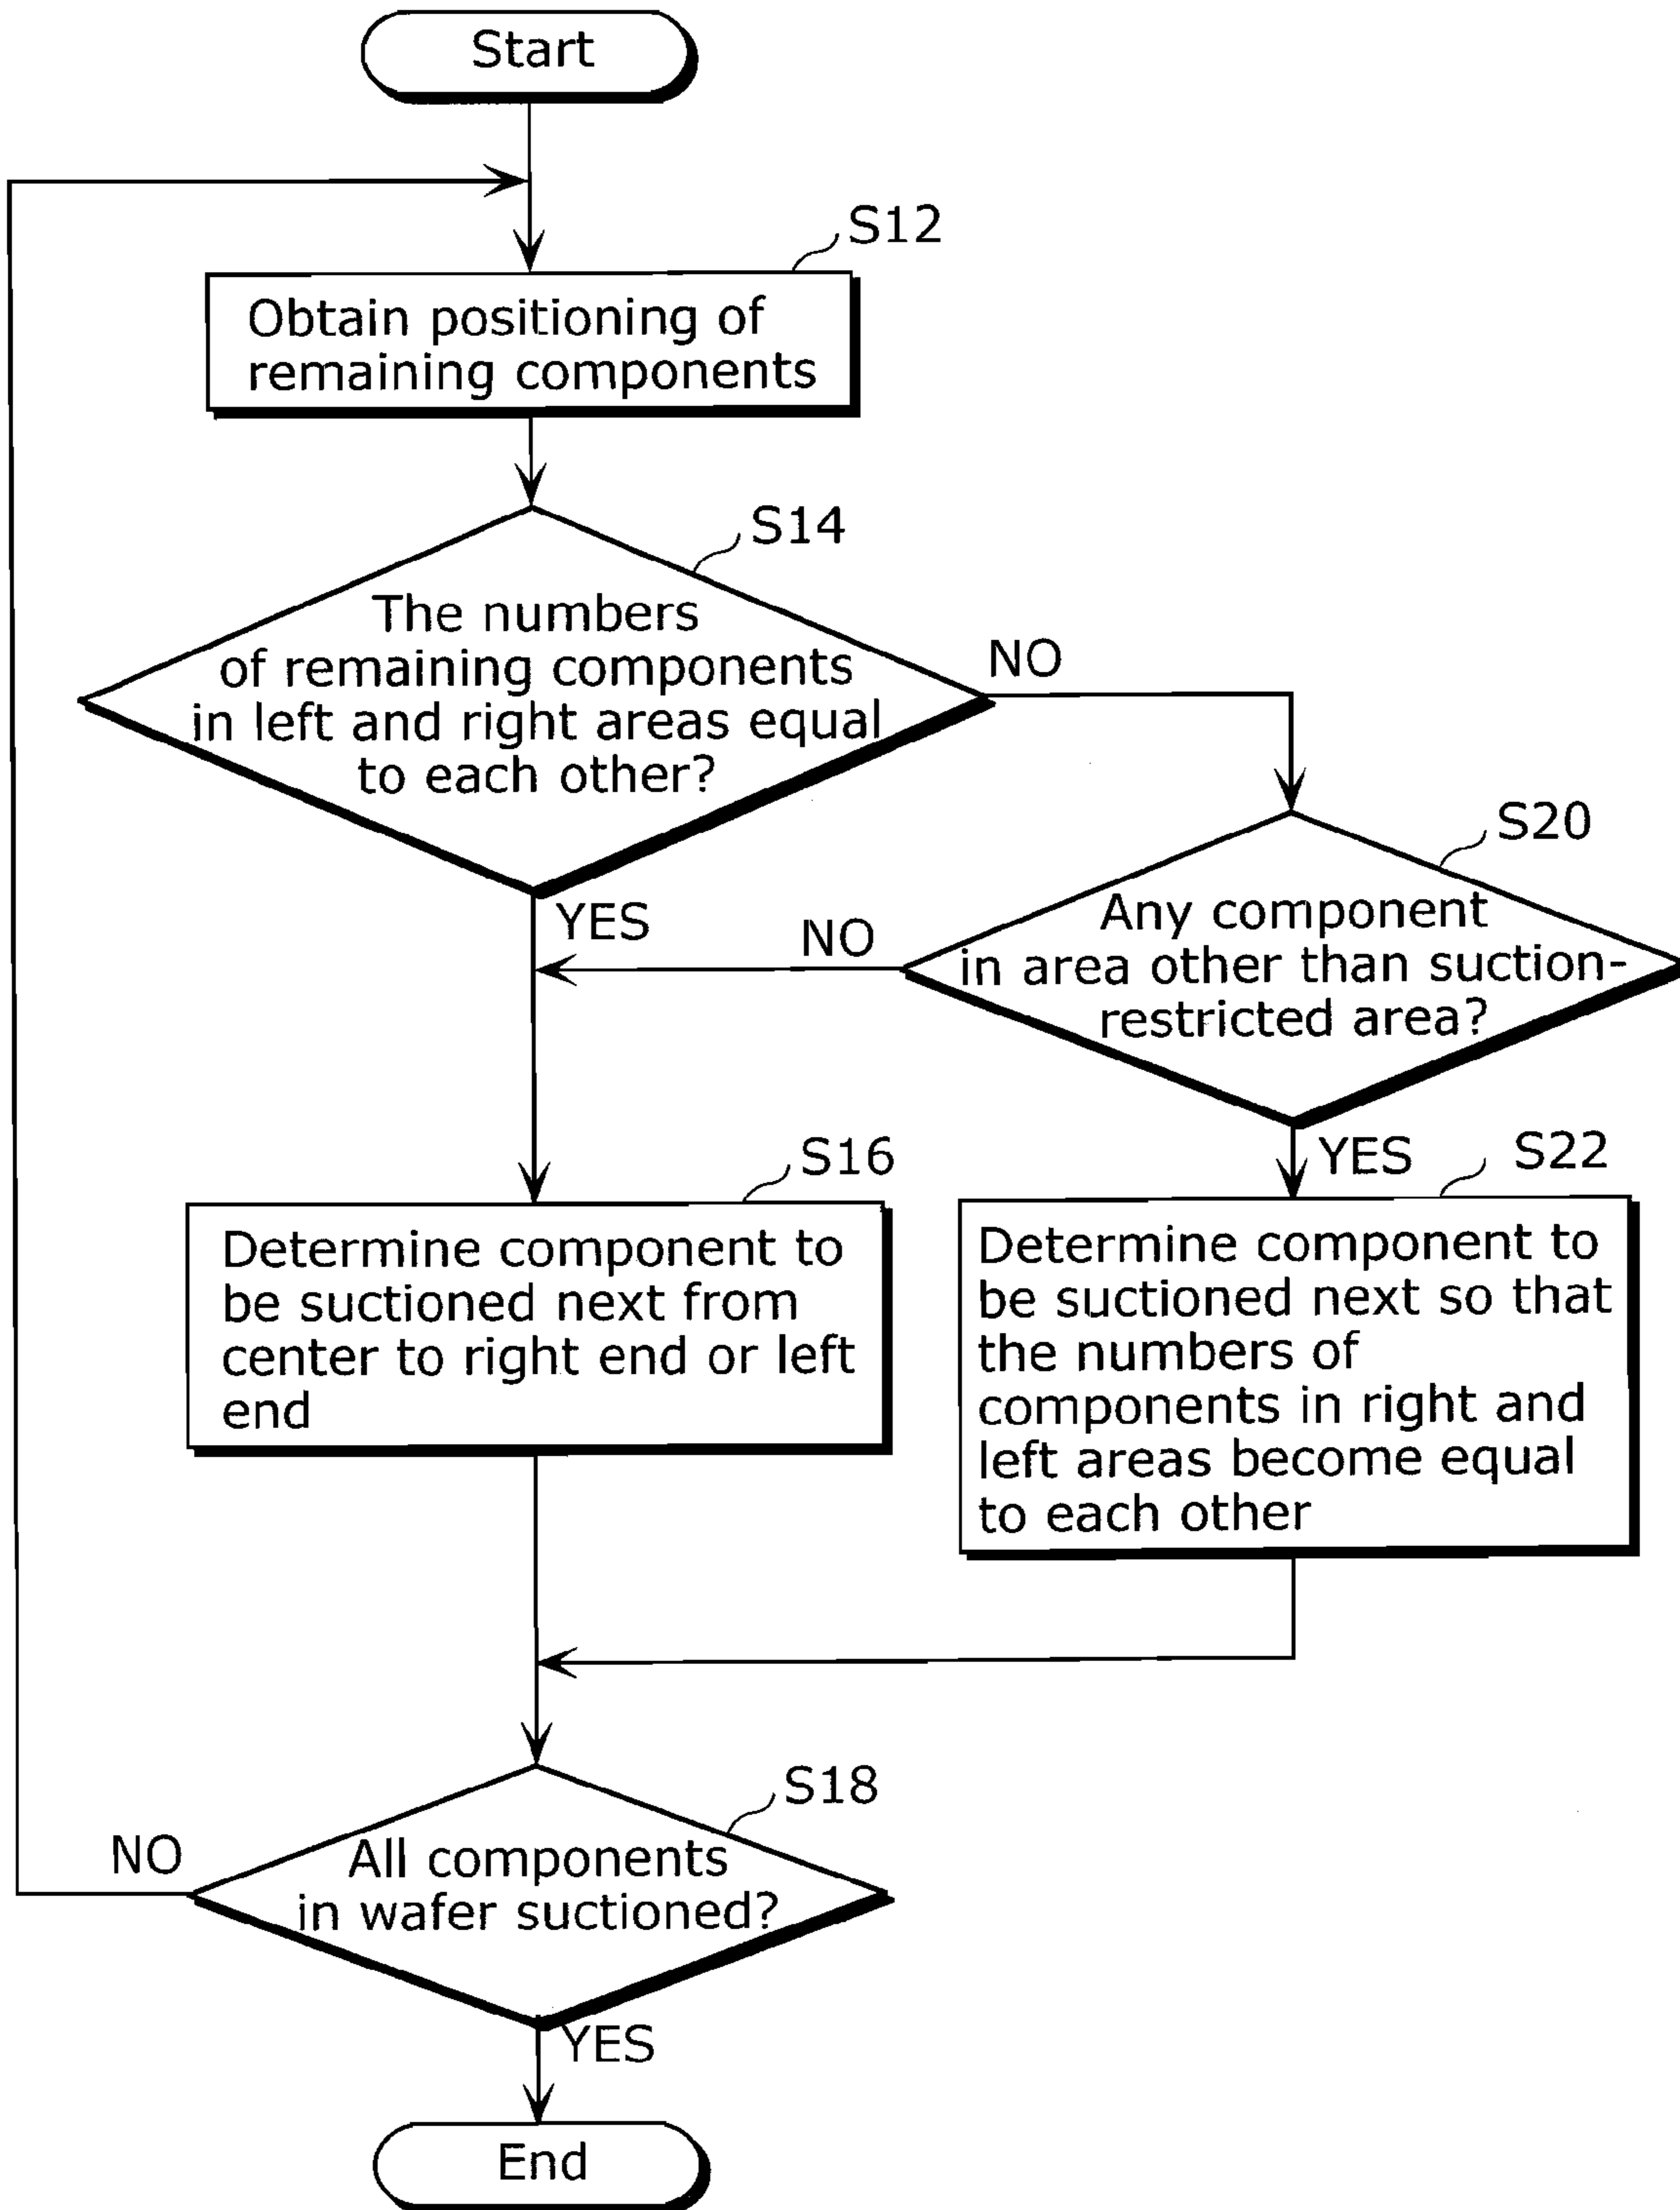 Start
S12
Obtain positioning of
remaining components
S14
The numbers
of remaining components
in left and right areas equal
to each other?
NO
YES
S20
Any component
in area other than suction-
restricted area?
NO
YES
S16
Determine component to
be suctioned next from
center to right end or left
end
S22
Determine component to
be suctioned next so that
the numbers of
components in right and
left areas become equal
to each other
S18
All components
in wafer suctioned?
NO
YES
End